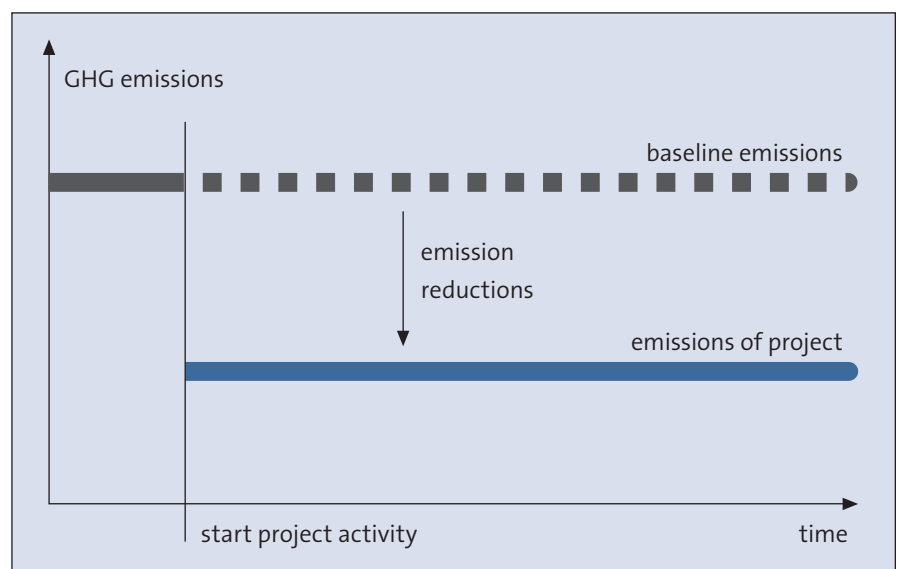 GHG emissions
baseline emissions
emission
reductions
emissions of project
start project activity
time